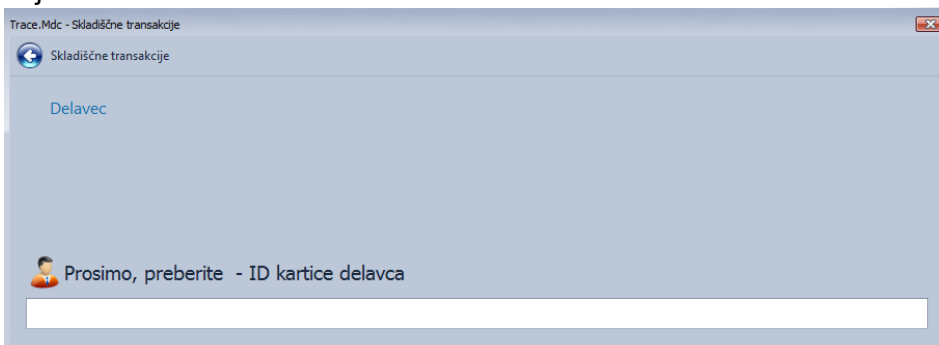 Trace.Mdc - Skladiščne transakcije
Skladiščne transakcije
Delavec
Prosimo, preberite - ID kartice delavca